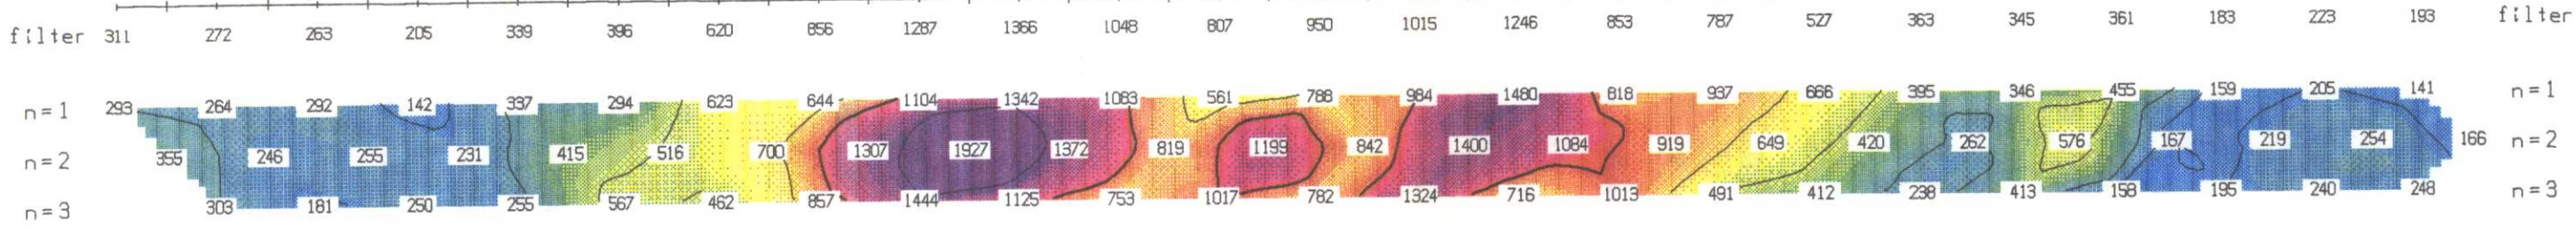 filter 311 272 263 205 339 396 620 856 1287 1366 1048 807 950 1015 1246 853 787 527 363 345 361 183 223 193 filter
n=1 293 264 292 142 337 294 623 644 1104 1342 1083 561 788 984 1480 818 937 666 395 346 455 159 205 141 n=1
n=2 355 246 255 231 415 516 700 1307 1927 1372 819 1199 842 1400 1084 919 649 420 262 576 167 219 254 166 n=2
n=3 303 181 250 255 567 462 857 1444 1125 753 1017 782 1324 716 1013 491 412 238 413 158 195 240 248 n=3